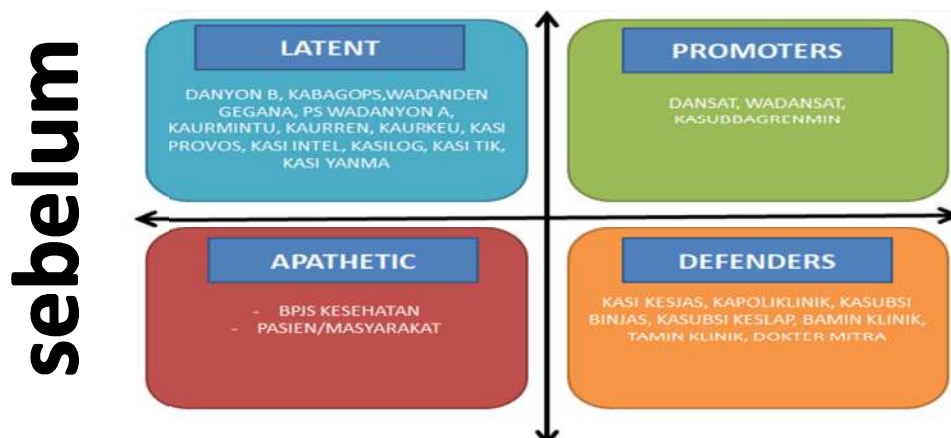 sebelum
LATENT
DANYON B, KABAGOPS,WADANDEN
GEGANA, PS WADANYON A,
KAURMINTU, KAURREN, KAURKEU, KASI
PROVOS, KASI INTEL, KASILOG, KASI TIK,
KASI YANMA
PROMOTERS
DANSAT, WADANSAT,
KASUBBAGRENMIN
APATHETIC
- BPJS KESEHATAN
- PASIEN/MASYARAKAT
DEFENDERS
KASI KESJAS, KAPOLIKLINIK, KASUBSI
BINJAS, KASUBSI KESLAP, BAMIN KLINIK,
TAMIN KLINIK, DOKTER MITRA